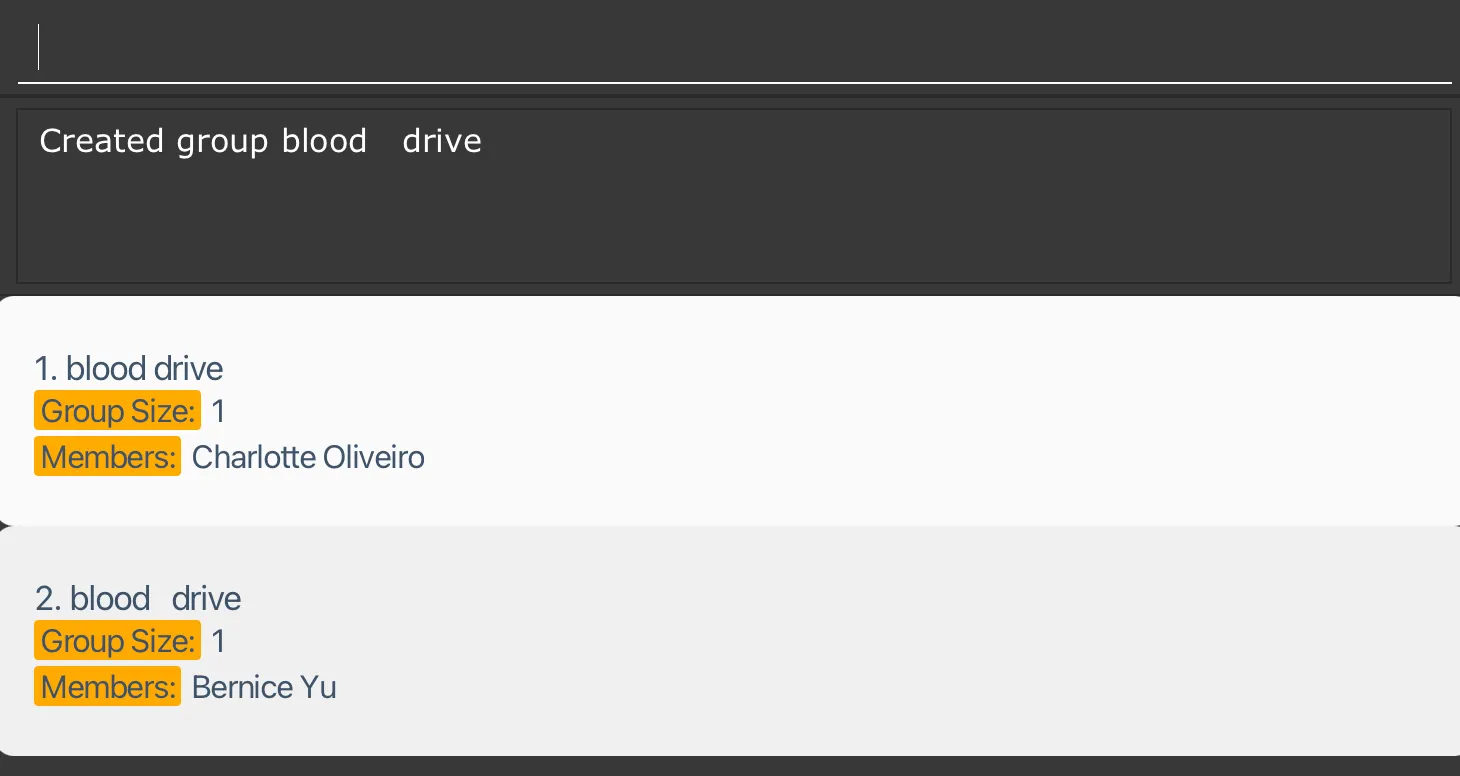 Created group blood   drive
1. blood drive
Group Size: 1
Members: Charlotte Oliveiro
2. blood   drive
Group Size: 1
Members: Bernice Yu